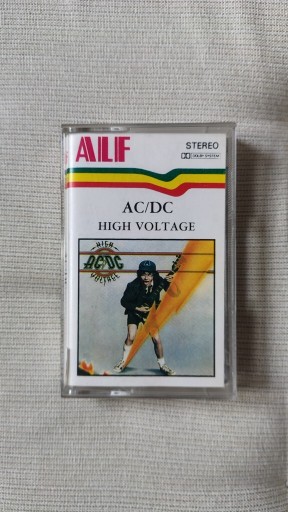 ALF
STEREO
DOLBY SYSTEM
AC/DC
HIGH VOLTAGE
HIGH
AC/DC
VOLTAGE